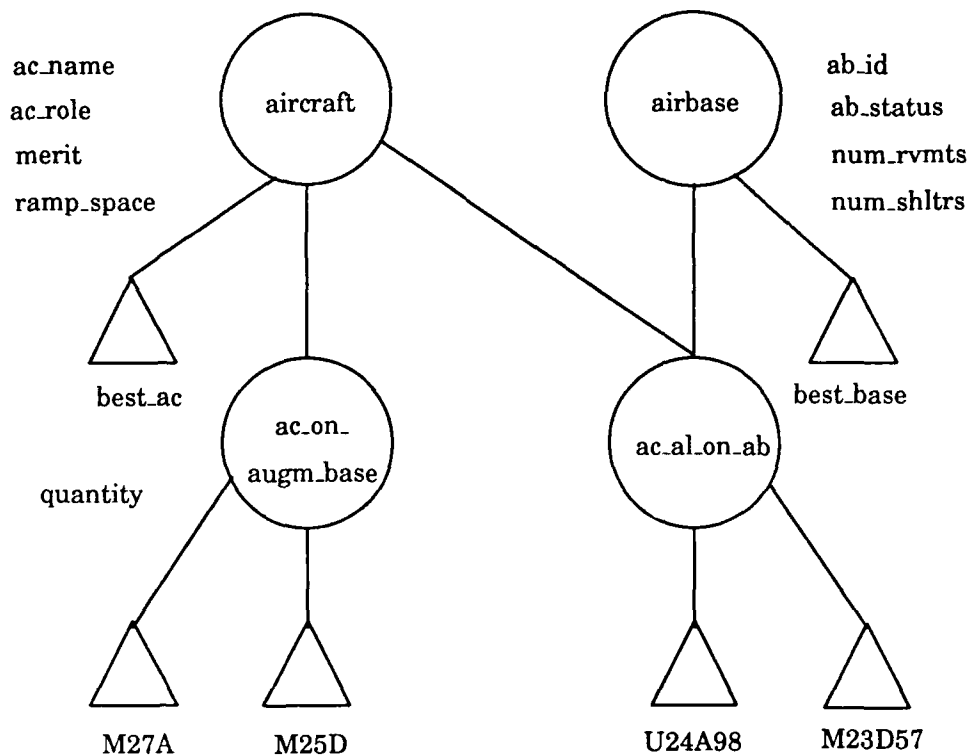 ac_name
ac_role
merit
ramp_space
aircraft
airbase
ab_id
ab_status
num_rvmts
num_shltrs
best_ac
best_base
quantity
ac_on_
augm_base
ac_al_on_ab
M27A
M25D
U24A98
M23D57